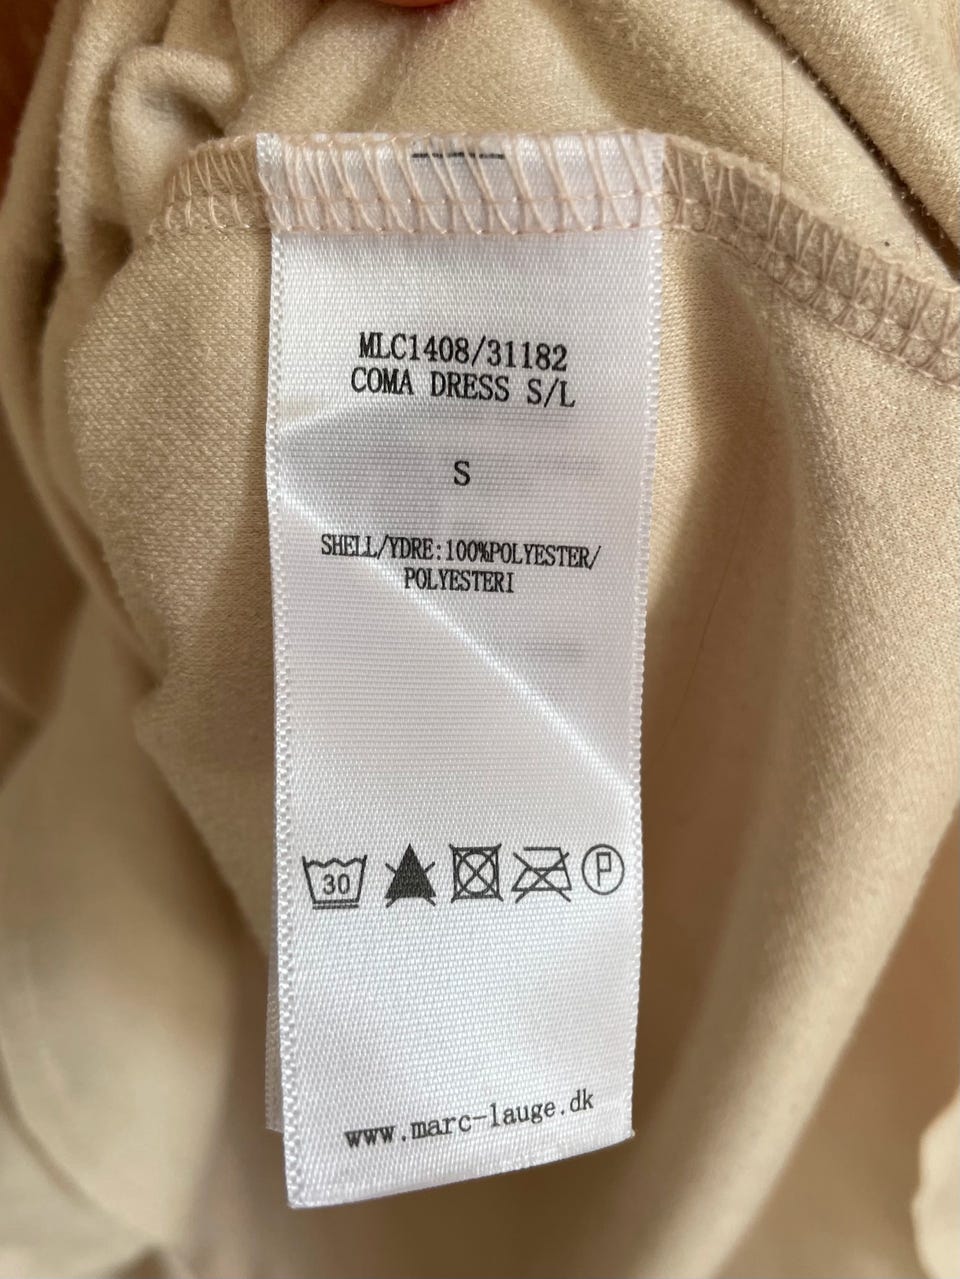 MLC1408/31182
COMA DRESS S/L
S
SHELL/YDRE:100%POLYESTER/
POLYESTERI
30
P
www.marc-lauge.dk